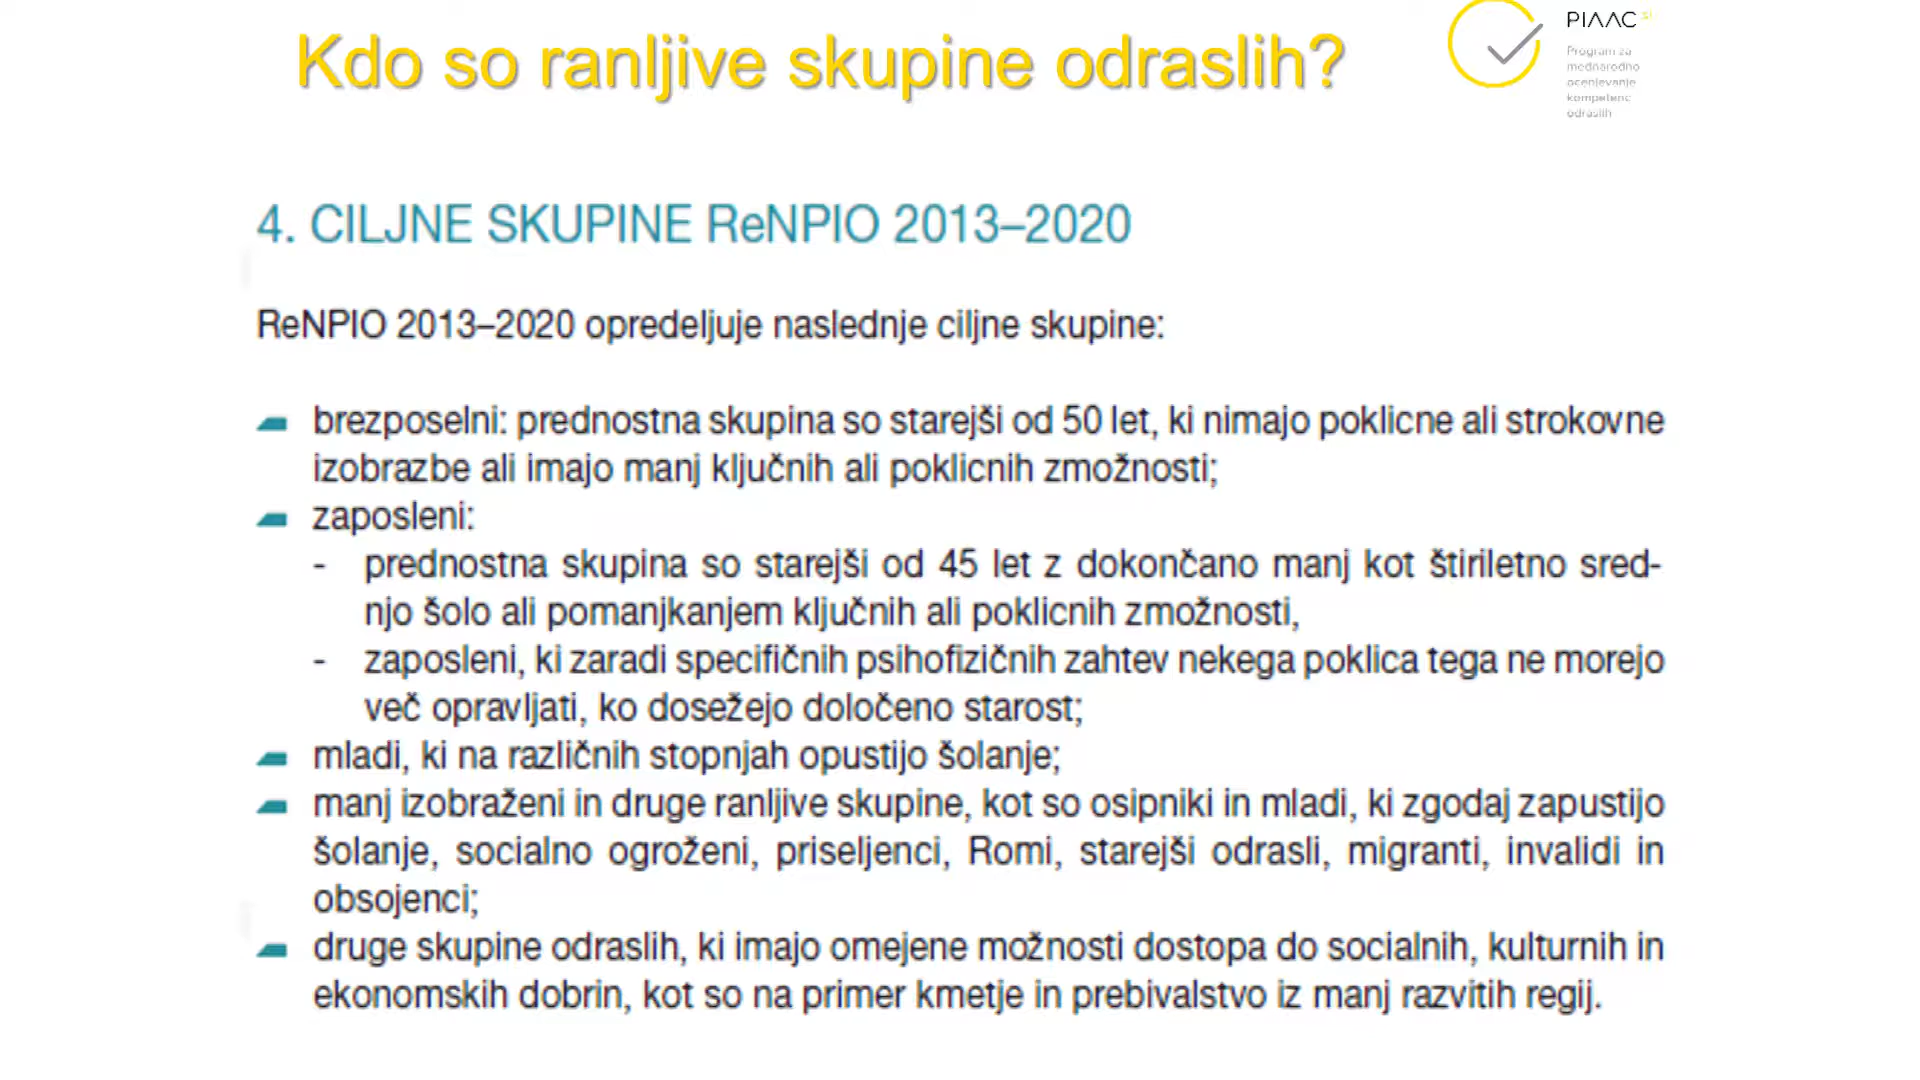 Kdo so ranljive skupine odraslih?
PIAAC
Program za
mednarodno
ocenjevanje
kompetenc
odraslih
4. CILJNE SKUPINE ReNPIO 2013–2020
ReNPIO 2013–2020 opredeljuje naslednje ciljne skupine:
brezposelni: prednostna skupina so starejši od 50 let, ki nimajo poklicne ali strokovne
izobrazbe ali imajo manj ključnih ali poklicnih zmožnosti;
zaposleni:
- prednostna skupina so starejši od 45 let z dokončano manj kot štiriletno sred-
njo šolo ali pomanjkanjem ključnih ali poklicnih zmožnosti,
- zaposleni, ki zaradi specifičnih psihofizičnih zahtev nekega poklica tega ne morejo
več opravljati, ko dosežejo določeno starost;
mladi, ki na različnih stopnjah opustijo šolanje;
manj izobraženi in druge ranljive skupine, kot so osipniki in mladi, ki zgodaj zapustijo
šolanje, socialno ogroženi, priseljenci, Romi, starejši odrasli, migranti, invalidi in
obsojenci;
druge skupine odraslih, ki imajo omejene možnosti dostopa do socialnih, kulturnih in
ekonomskih dobrin, kot so na primer kmetje in prebivalstvo iz manj razvitih regij.